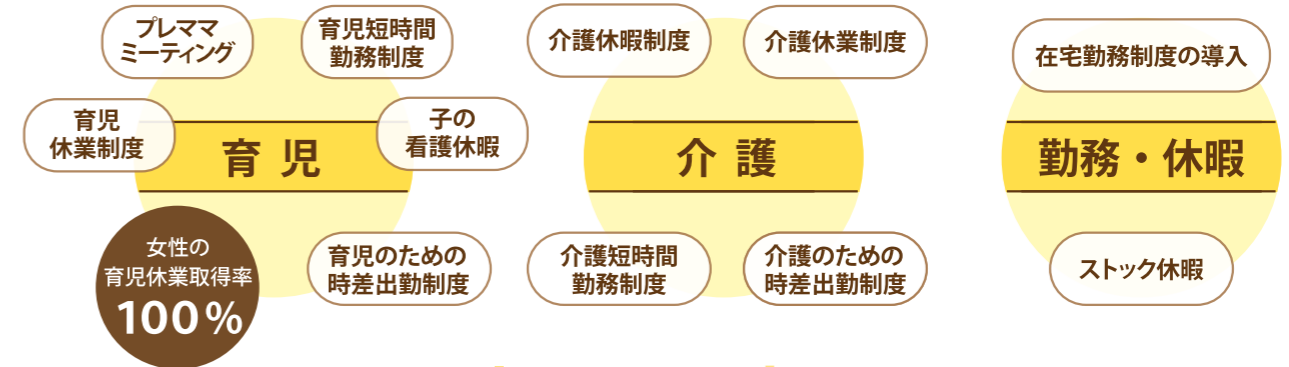 プレママ
ミーティング
育児短時間
勤務制度
育児
休業制度
子の
看護休暇
育児
女性の
育児休業取得率
100%
育児のための
時差出勤制度
介護休暇制度
介護休業制度
介護
介護短時間
勤務制度
介護のための
時差出勤制度
在宅勤務制度の導入
勤務・休暇
ストック休暇